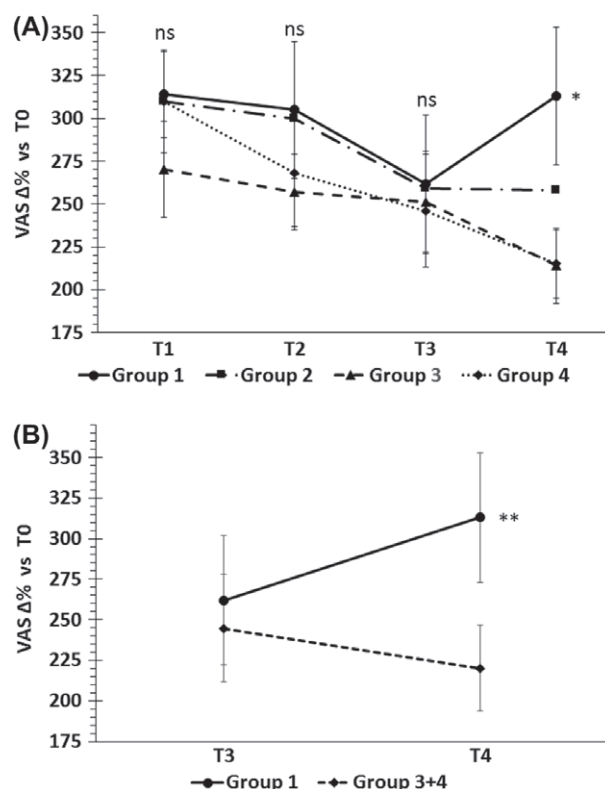 (A)
VAS Δ% vs T0
350
325
300
275
250
225
200
175
ns
ns
ns
*
T1 T2 T3 T4
Group 1 Group 2 Group 3 Group 4
(B)
VAS Δ% vs T0
350
325
300
275
250
225
200
175
**
T3 T4
Group 1 Group 3+4